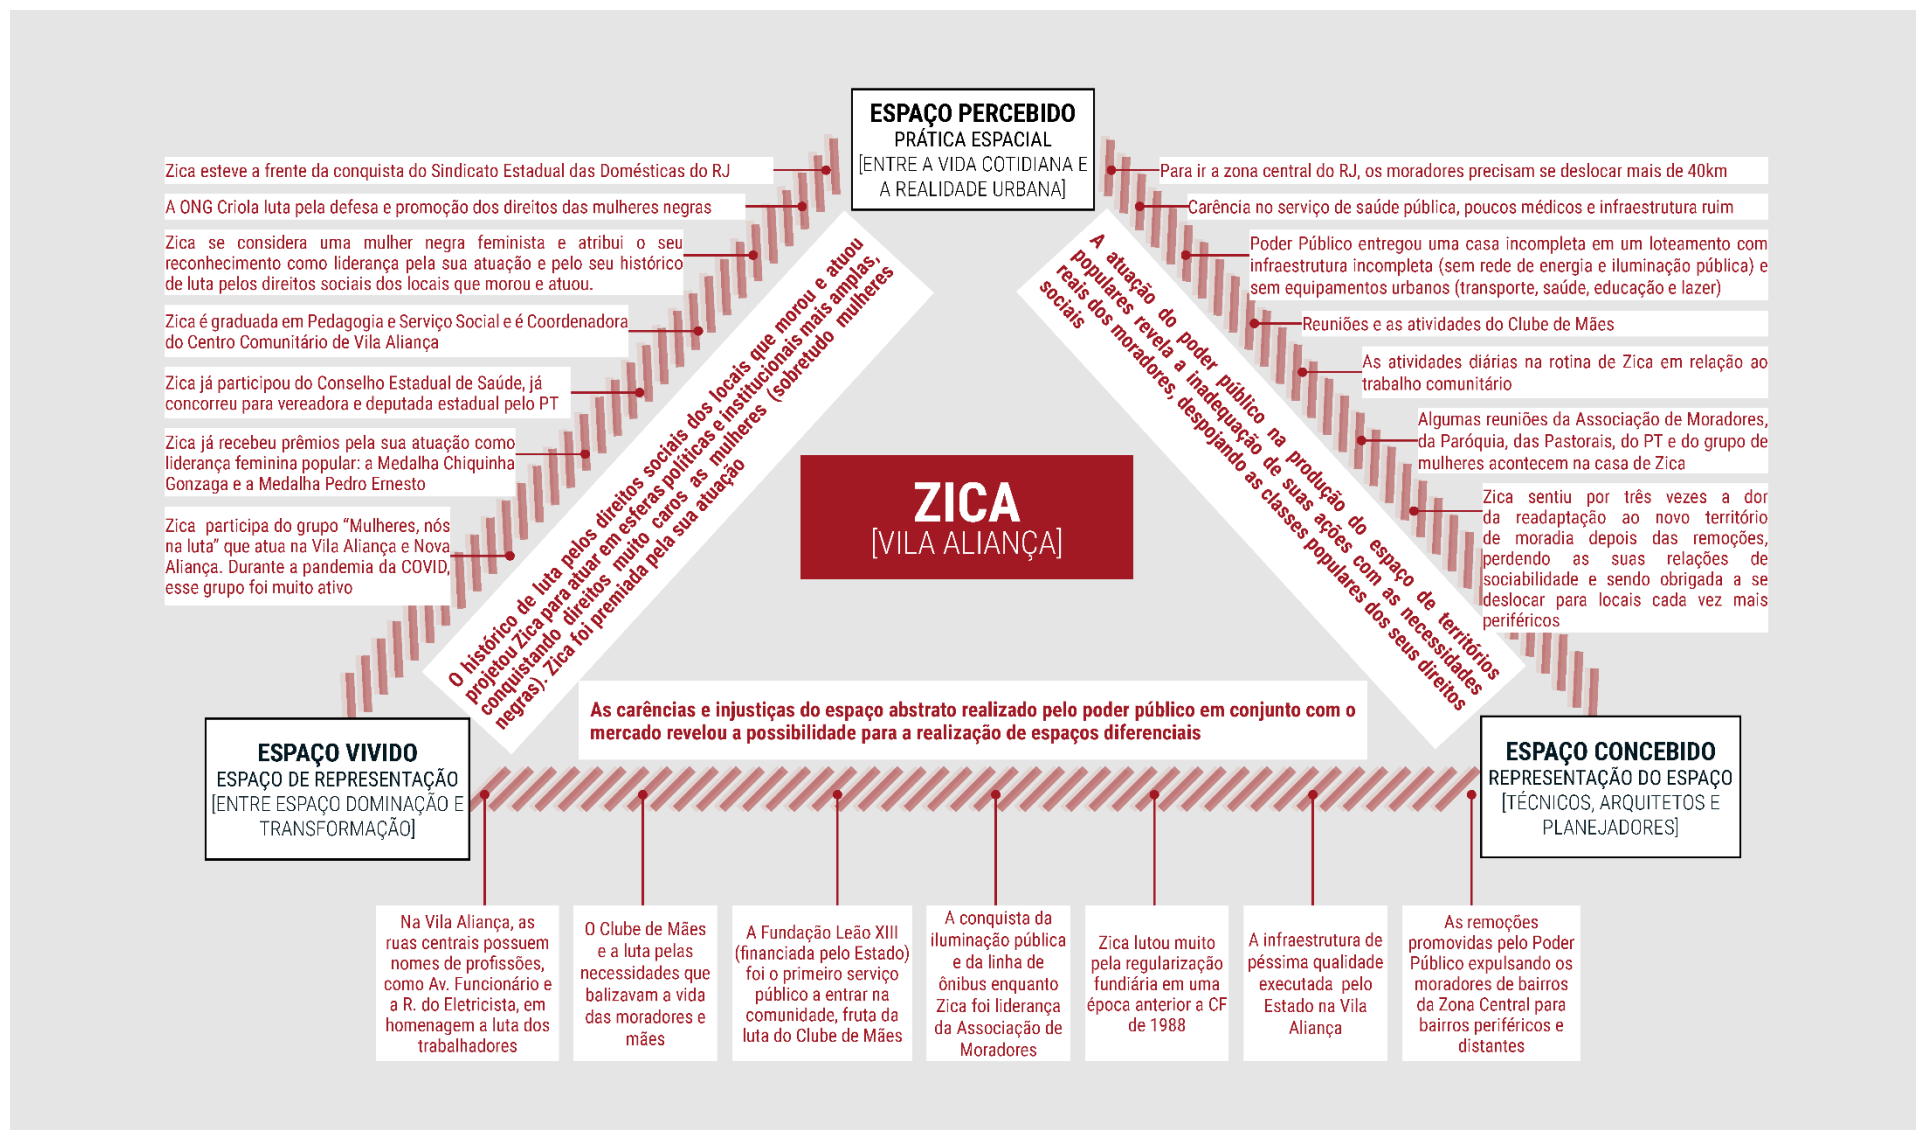 ESPAÇO PERCEBIDO
PRÁTICA ESPACIAL
[ENTRE A VIDA COTIDIANA E
A REALIDADE URBANA]
Zica esteve a frente da conquista do Sindicato Estadual das Domésticas do RJ
A ONG Criola luta pela defesa e promoção dos direitos das mulheres negras
Zica se considera uma mulher negra feminista e atribui o seu
reconhecimento como liderança pela sua atuação e pelo seu histórico
de luta pelos direitos sociais dos locais que morou e atuou.
Zica é graduada em Pedagogia e Serviço Social e é Coordenadora
do Centro Comunitário de Vila Aliança
Zica já participou do Conselho Estadual de Saúde, já
concorreu para vereadora e deputada estadual pelo PT
Zica já recebeu prêmios pela sua atuação como
liderança feminina popular: a Medalha Chiquinha
Gonzaga e a Medalha Pedro Ernesto
Zica participa do grupo “Mulheres, nós
na luta” que atua na Vila Aliança e Nova
Aliança. Durante a pandemia da COVID,
esse grupo foi muito ativo
O histórico de luta pelos direitos sociais dos locais que morou e atuou
projetou Zica para atuar em esferas políticas e institucionais mais amplas,
conquistando direitos muito caros as mulheres (sobretudo mulheres
negras). Zica foi premiada pela sua atuação
ZICA
[VILA ALIANÇA]
A atuação do poder público na produção do espaço de territórios
populares revela a inadequação de suas ações com as necessidades
reais dos moradores, despojando as classes populares dos seus direitos
sociais
Para ir a zona central do RJ, os moradores precisam se deslocar mais de 40km
Carência no serviço de saúde pública, poucos médicos e infraestrutura ruim
Poder Público entregou uma casa incompleta em um loteamento com
infraestrutura incompleta (sem rede de energia e iluminação pública) e
sem equipamentos urbanos (transporte, saúde, educação e lazer)
Reuniões e as atividades do Clube de Mães
As atividades diárias na rotina de Zica em relação ao
trabalho comunitário
Algumas reuniões da Associação de Moradores,
da Paróquia, das Pastorais, do PT e do grupo de
mulheres acontecem na casa de Zica
Zica sentiu por três vezes a dor
da readaptação ao novo território
de moradia depois das remoções,
perdendo as suas relações de
sociabilidade e sendo obrigada a se
deslocar para locais cada vez mais
periféricos
As carências e injustiças do espaço abstrato realizado pelo poder público em conjunto com o
mercado revelou a possibilidade para a realização de espaços diferenciais
ESPAÇO VIVIDO
ESPAÇO DE REPRESENTAÇÃO
[ENTRE ESPAÇO DOMINAÇÃO E
TRANSFORMAÇÃO]
ESPAÇO CONCEBIDO
REPRESENTAÇÃO DO ESPAÇO
[TÉCNICOS, ARQUITETOS E
PLANEJADORES]
Na Vila Aliança, as
ruas centrais possuem
nomes de profissões,
como Av. Funcionário e
a R. do Eletricista, em
homenagem a luta dos
trabalhadores
O Clube de Mães
e a luta pelas
necessidades que
balizavam a vida
das moradores e
mães
A Fundação Leão XIII
(financiada pelo Estado)
foi o primeiro serviço
público a entrar na
comunidade, fruta da
luta do Clube de Mães
A conquista da
iluminação pública
e da linha de
ônibus enquanto
Zica foi liderança
da Associação de
Moradores
Zica lutou muito
pela regularização
fundiária em uma
época anterior a CF
de 1988
A infraestrutura de
péssima qualidade
executada pelo
Estado na Vila
Aliança
As remoções
promovidas pelo Poder
Público expulsando os
moradores de bairros
da Zona Central para
bairros periféricos e
distantes